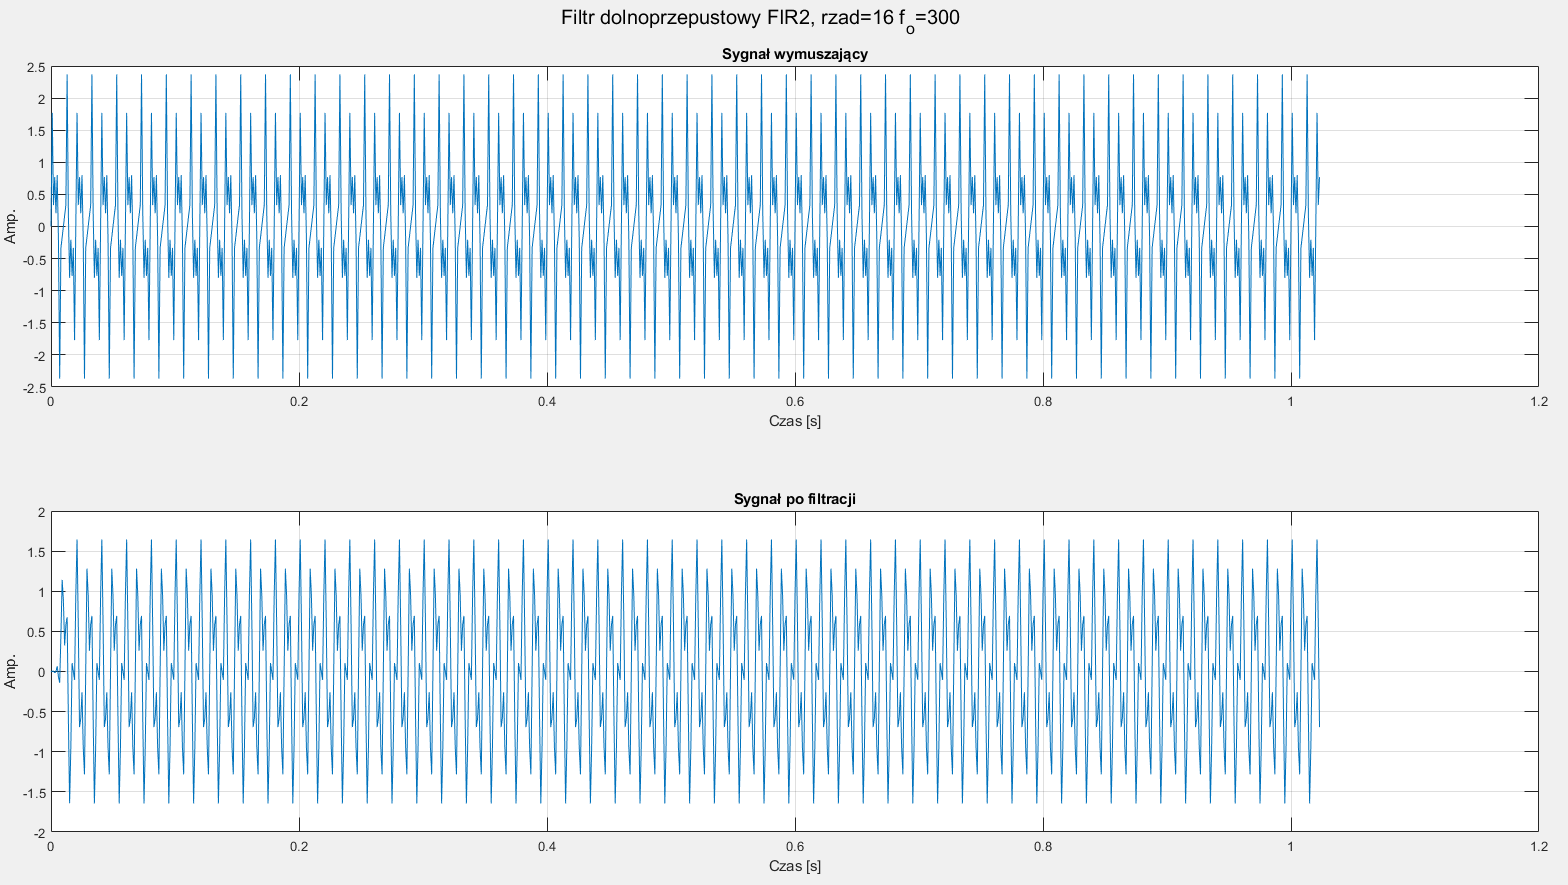 Filtr dolnoprzepustowy FIR2, rzad=16 f_o=300
Sygnał wymuszający
2.5
2
1.5
1
0.5
0
-0.5
-1
-1.5
-2
-2.5
Amp.
0 0.2 0.4 0.6 0.8 1 1.2
Czas [s]
Sygnał po filtracji
2
1.5
1
0.5
0
-0.5
-1
-1.5
-2
Amp.
0 0.2 0.4 0.6 0.8 1 1.2
Czas [s]